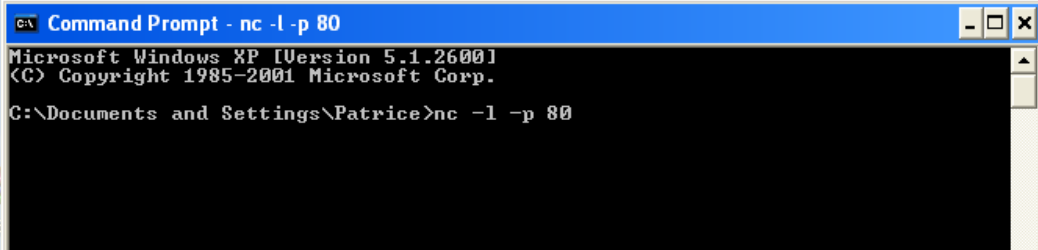 Command Prompt - nc -l -p 80
Microsoft Windows XP [Version 5.1.2600]
(C) Copyright 1985-2001 Microsoft Corp.
C:\Documents and Settings\Patrice>nc -l -p 80